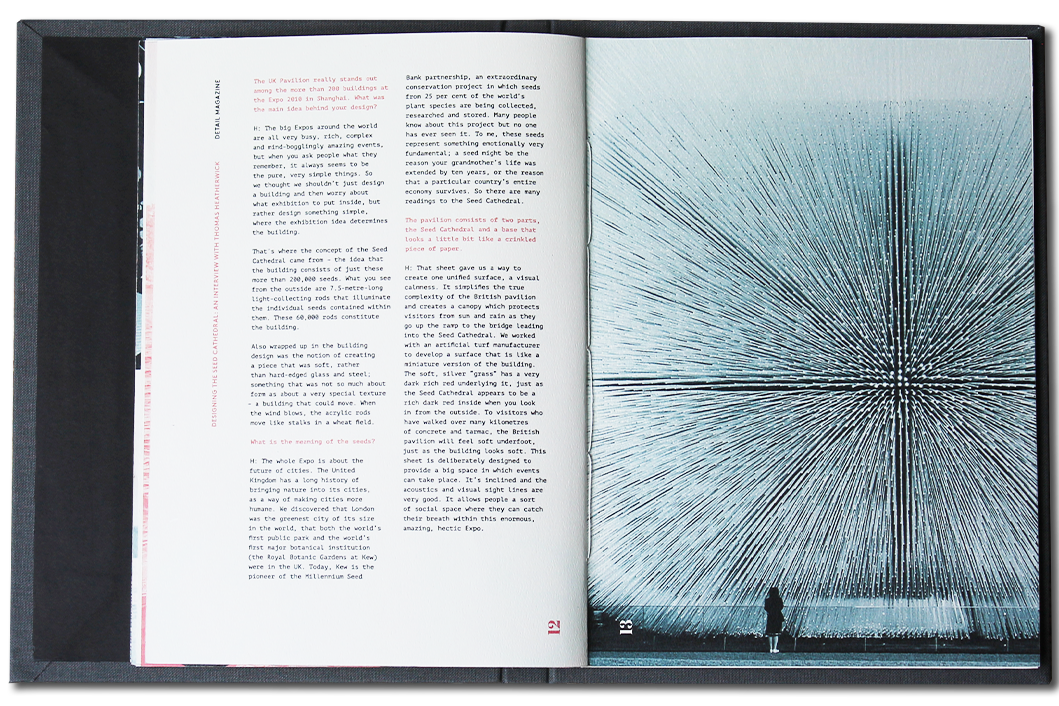 DETAIL MAGAZINE
DESIGNING THE SEED CATHEDRAL: AN INTERVIEW WITH THOMAS HEATHERWICK
The UK Pavilion really stands out
among the more than 200 buildings at
the Expo 2010 in Shanghai. What was
the main idea behind your design?
H: The big Expos around the world
are all very busy, rich, complex
and mind-bogglingly amazing events,
but when you ask people what they
remember, it always seems to be
the pure, very simple things. So
we thought we shouldn't just design
a building and then worry about
what exhibition to put inside, but
rather design something simple,
where the exhibition idea determines
the building.
That's where the concept of the Seed
Cathedral came from – the idea that
the building consists of just these
more than 200,000 seeds. What you see
from the outside are 7.5-metre-long
light-collecting rods that illuminate
the individual seeds contained within
them. These 60,000 rods constitute
the building.
Also wrapped up in the building
design was the notion of creating
a piece that was soft, rather
than hard-edged glass and steel;
something that was not so much about
form as about a very special texture
– a building that could move. When
the wind blows, the acrylic rods
move like stalks in a wheat field.
What is the meaning of the seeds?
H: The whole Expo is about the
future of cities. The United
Kingdom has a long history of
bringing nature into its cities,
as a way of making cities more
humane. We discovered that London
was the greenest city of its size
in the world, that both the world's
first public park and the world's
first major botanical institution
(the Royal Botanic Gardens at Kew)
were in the UK. Today, Kew is the
pioneer of the Millennium Seed
Bank partnership, an extraordinary
conservation project in which seeds
from 25 per cent of the world's
plant species are being collected,
researched and stored. Many people
know about this project but no one
has ever seen it. To me, these seeds
represent something emotionally very
fundamental; a seed might be the
reason your grandmother's life was
extended by ten years, or the reason
that a particular country's entire
economy survives. So there are many
readings to the Seed Cathedral.
The pavilion consists of two parts,
the Seed Cathedral and a base that
looks a little bit like a crinkled
piece of paper.
H: That sheet gave us a way to
create one unified surface, a visual
calmness. It simplifies the true
complexity of the British pavilion
and creates a canopy which protects
visitors from sun and rain as they
go up the ramp to the bridge leading
into the Seed Cathedral. We worked
with an artificial turf manufacturer
to develop a surface that is like a
miniature version of the building.
The soft, silver "grass" has a very
dark rich red underlying it, just as
the Seed Cathedral appears to be a
rich dark red inside when you look
in from the outside. To visitors who
have walked over many kilometres
of concrete and tarmac, the British
pavilion will feel soft underfoot,
just as the building looks soft. This
sheet is deliberately designed to
provide a big space in which events
can take place. It's inclined and the
acoustics and visual sight lines are
very good. It allows people a sort
of social space where they can catch
their breath within this enormous,
amazing, hectic Expo.
12
13